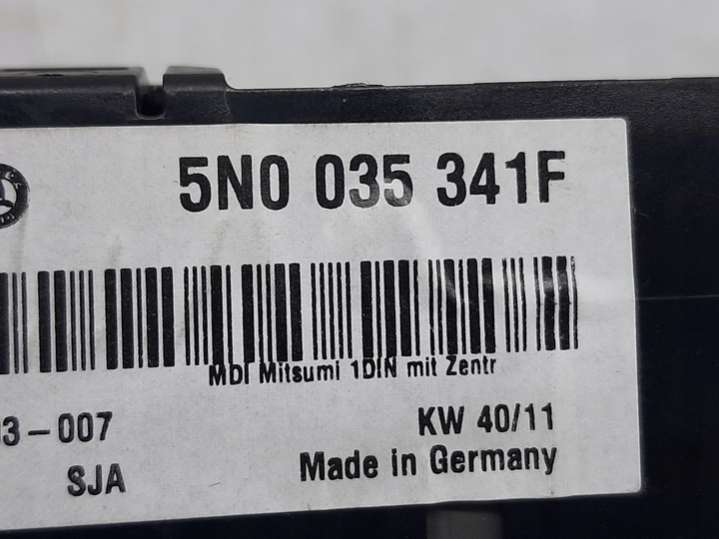 5N0 035 341F
MDI Mitsumi 1DIN mit Zentr
3-007
KW 40/11
SJA
Made in Germany